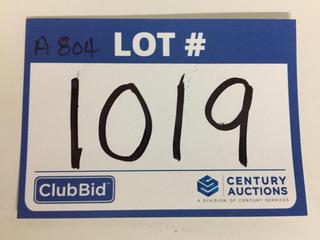 A 804 LOT #
1019
ClubBid
CENTURY
AUCTIONS
A DIVISION OF CENTURY SERVICES